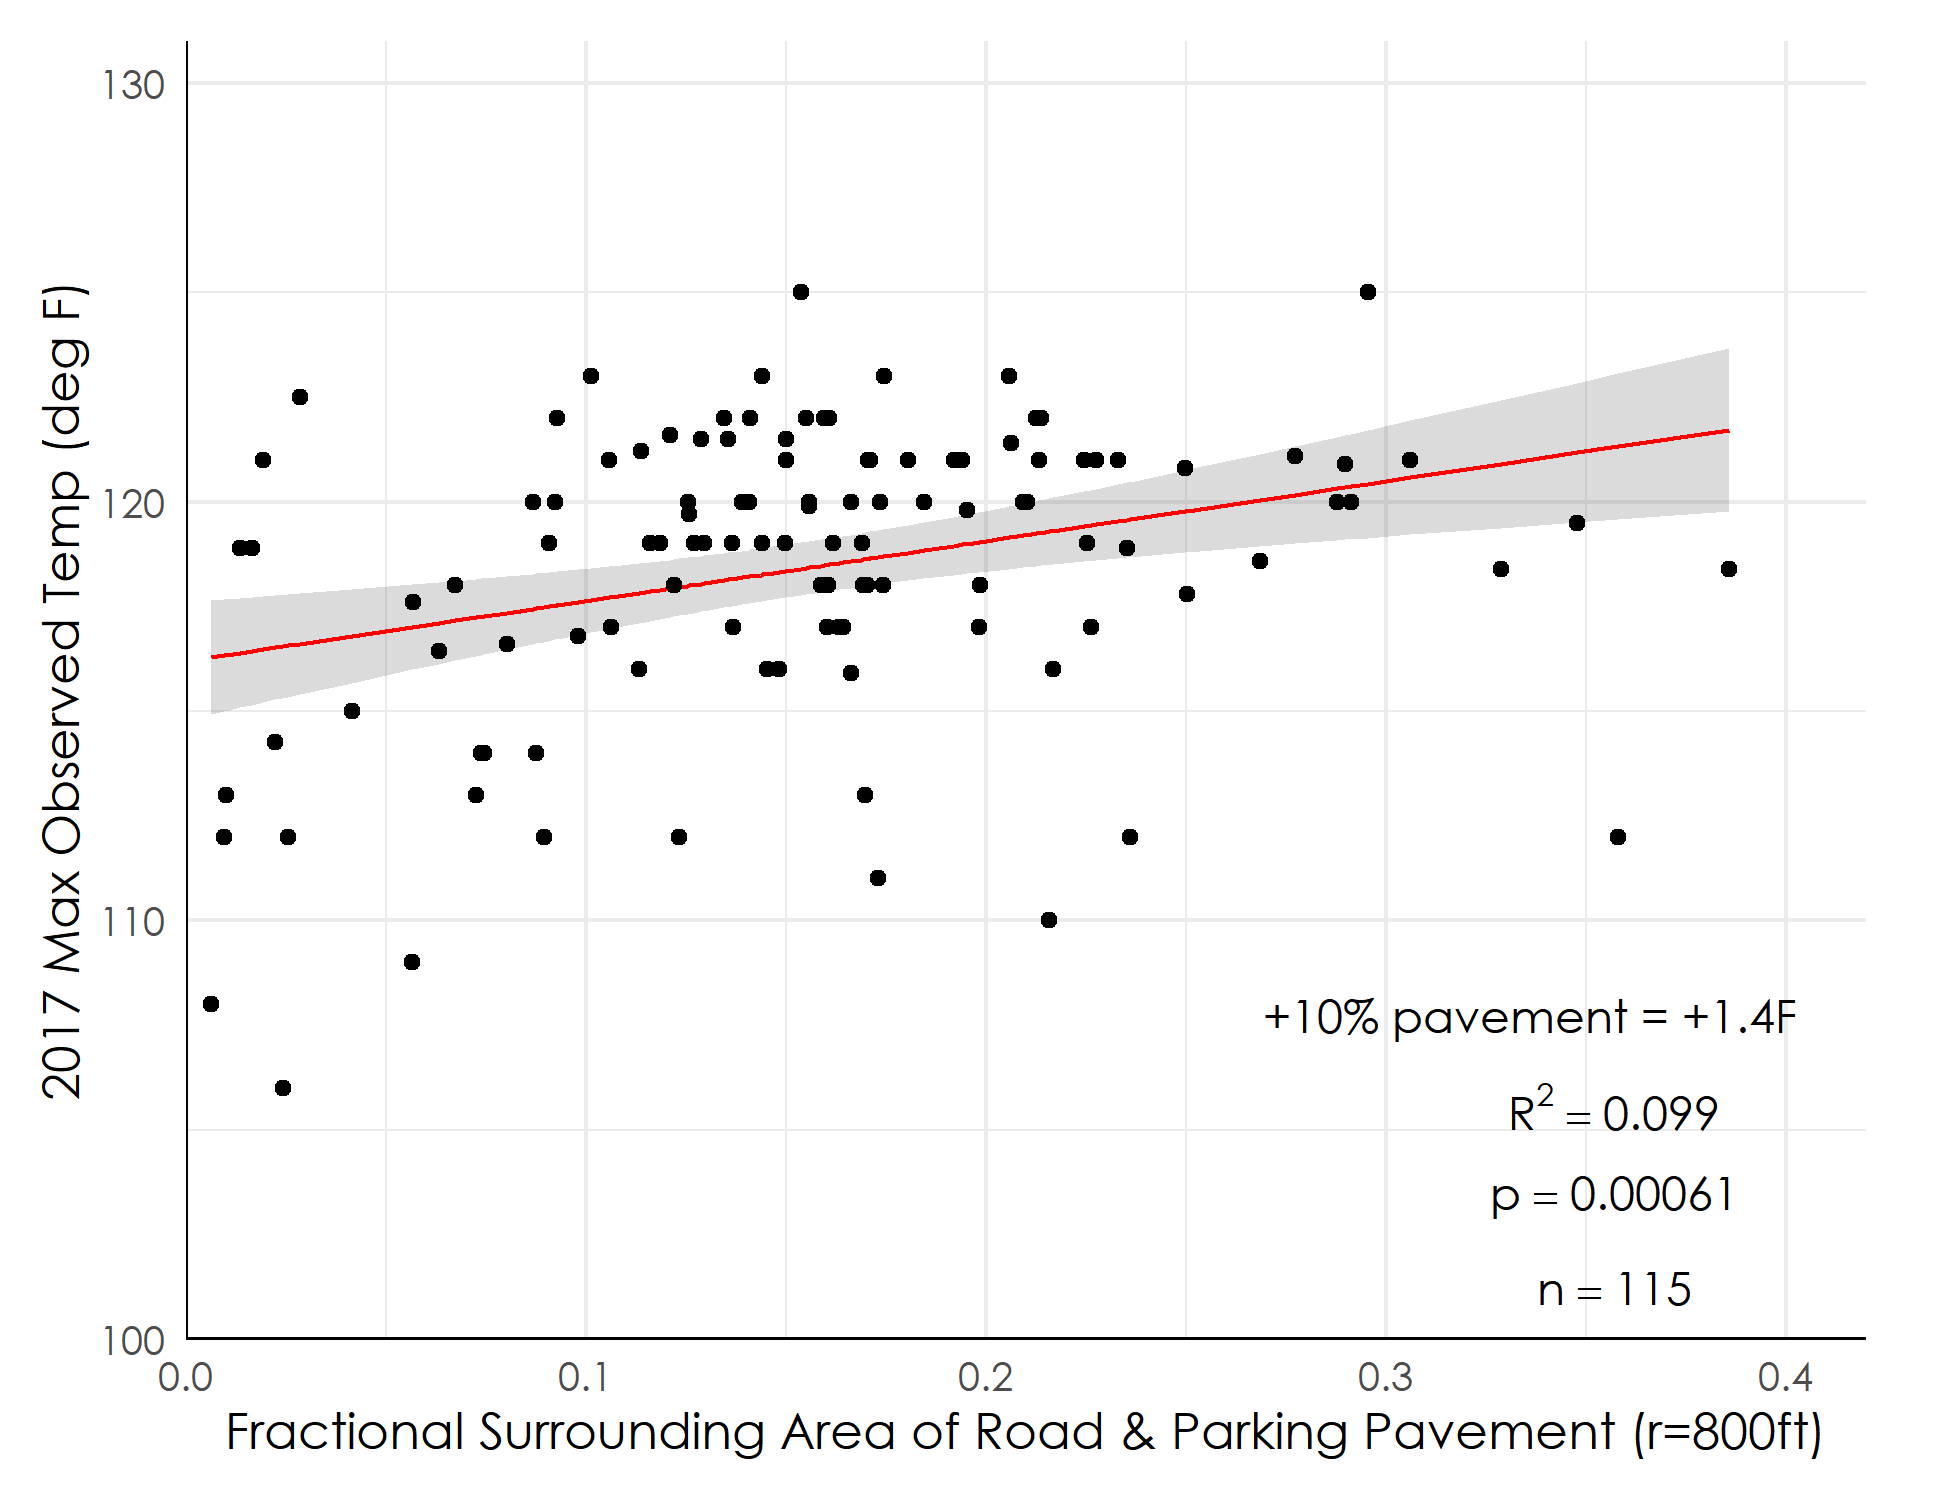 130
120
110
100
2017 Max Observed Temp (deg F)
+10% pavement = +1.4F
R² = 0.099
p = 0.00061
n = 115
0.0 0.1 0.2 0.3 0.4
Fractional Surrounding Area of Road & Parking Pavement (r=800ft)